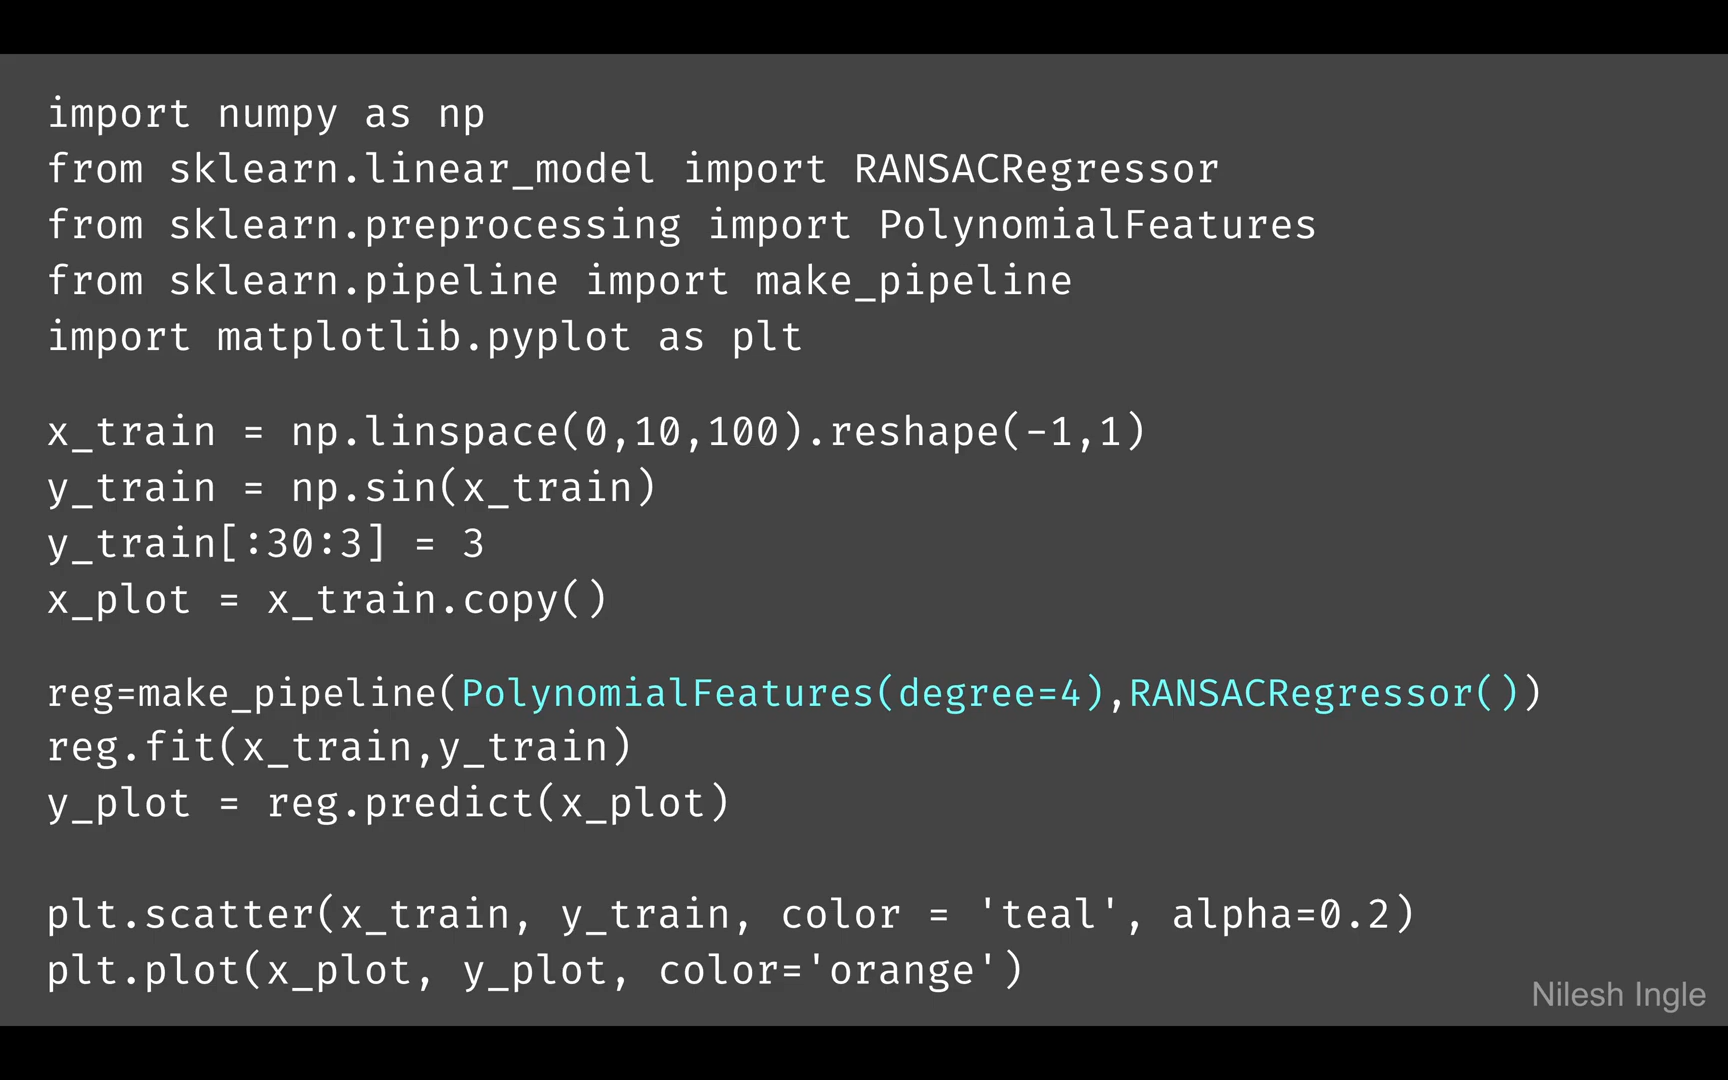 import numpy as np
from sklearn.linear_model import RANSACRegressor
from sklearn.preprocessing import PolynomialFeatures
from sklearn.pipeline import make_pipeline
import matplotlib.pyplot as plt
x_train = np.linspace(0,10,100).reshape(-1,1)
y_train = np.sin(x_train)
y_train[:30:3] = 3
x_plot = x_train.copy()
reg=make_pipeline(PolynomialFeatures(degree=4),RANSACRegressor())
reg.fit(x_train,y_train)
y_plot = reg.predict(x_plot)
plt.scatter(x_train, y_train, color = 'teal', alpha=0.2)
plt.plot(x_plot, y_plot, color='orange')
Nilesh Ingle